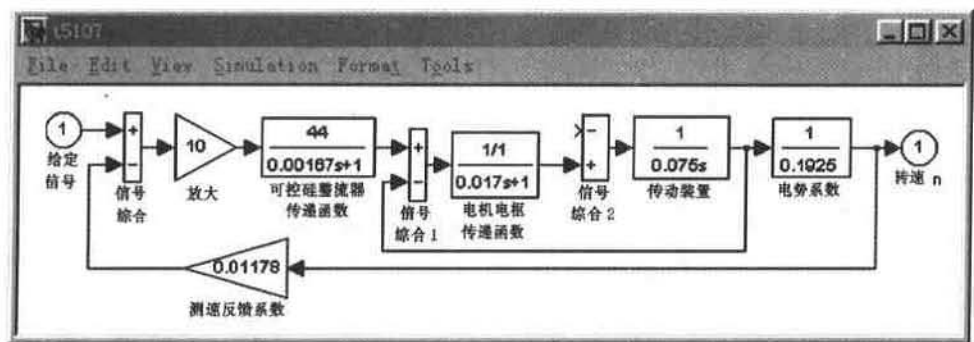 t5107
File Edit View Simulation Format Tools
1
给定
信号
+
−
信号
综合
10
放大
44
0.00167s+1
可控硅整流器
传递函数
+
−
信号
综合1
1/1
0.017s+1
电机电枢
传递函数
−
+
信号
综合2
1
0.075s
传动装置
1
0.1925
电势系数
1
转速 n
0.01178
测速反馈系数